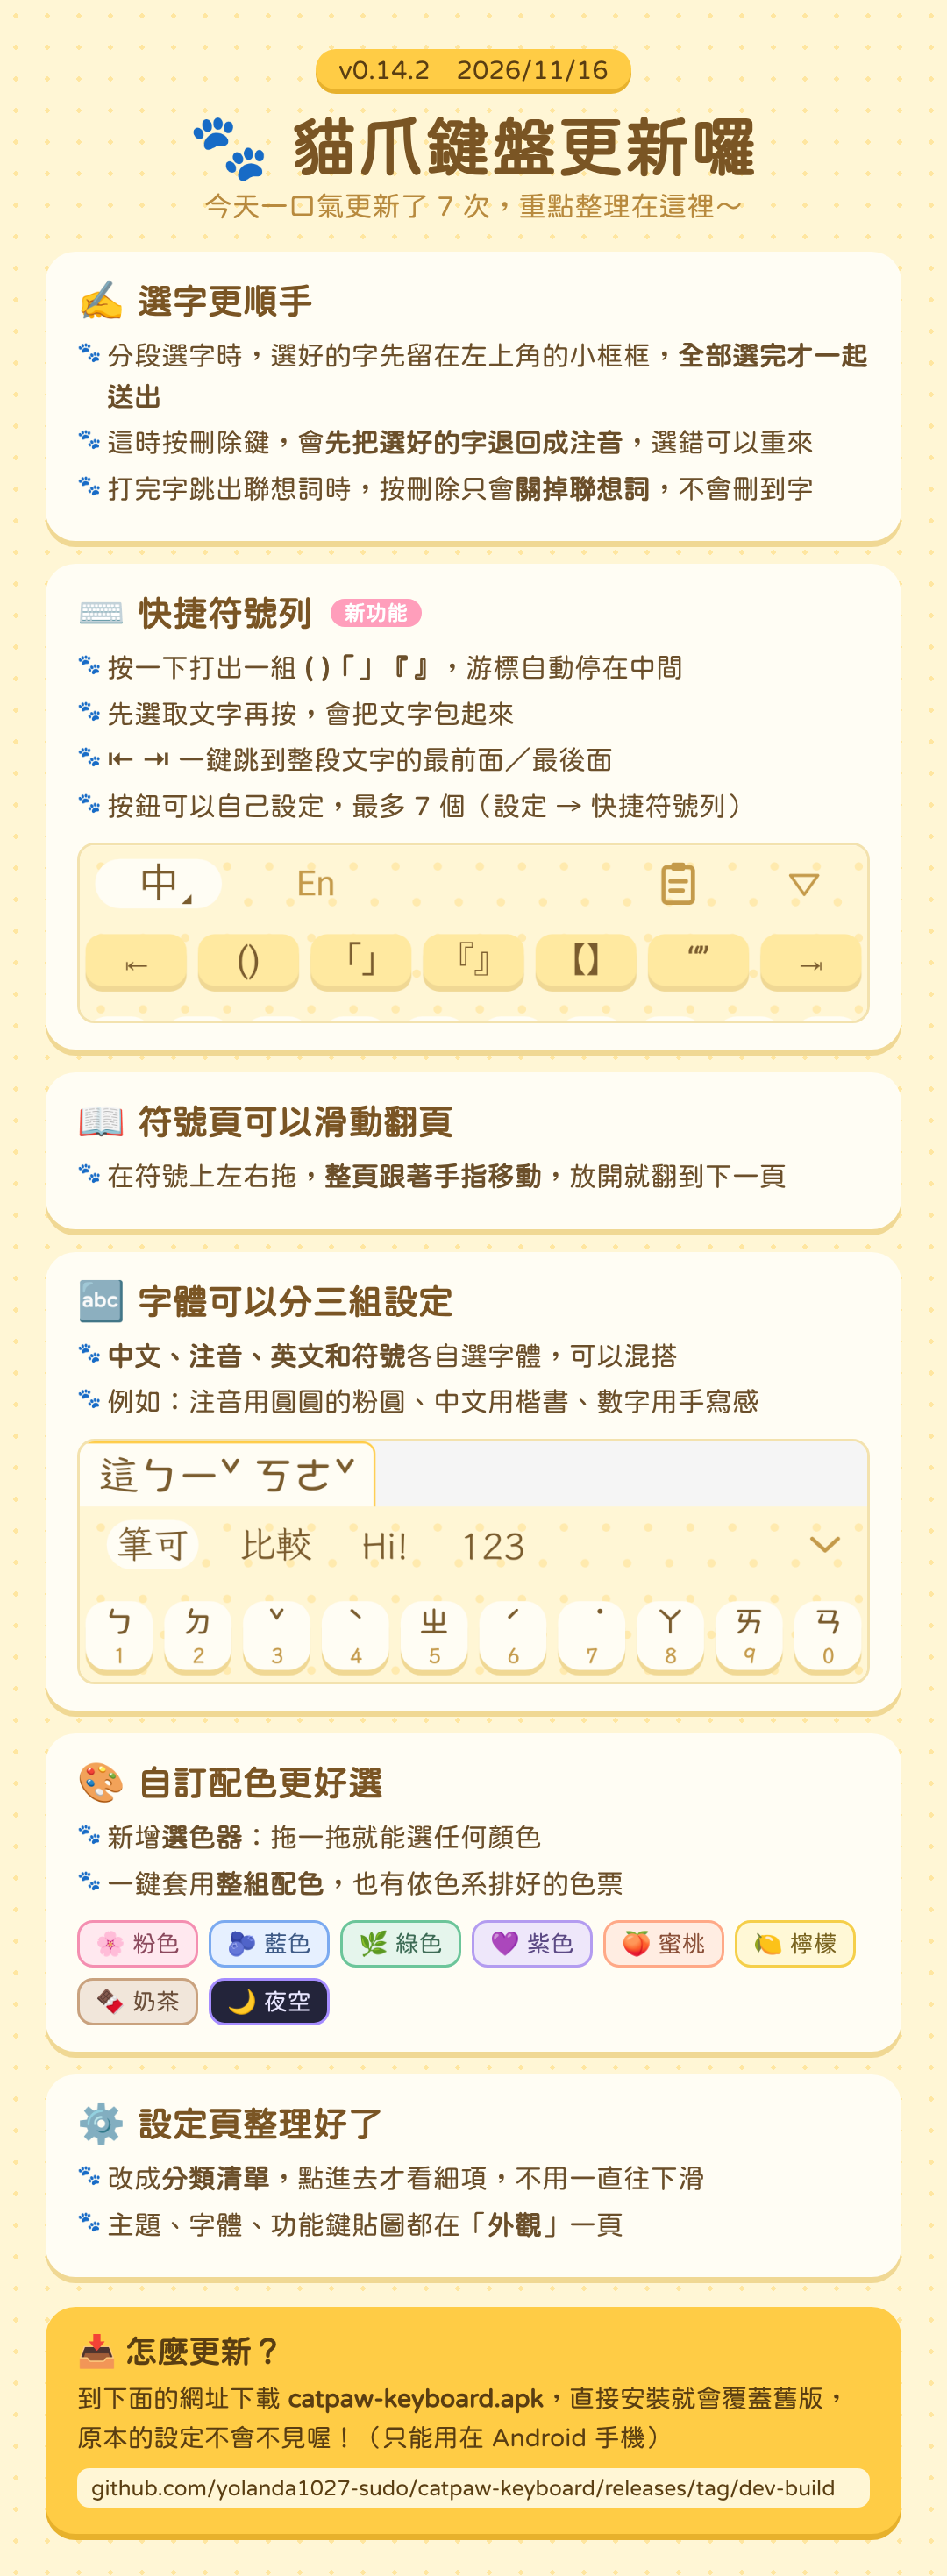 v0.14.2 2026/11/16
貓爪鍵盤更新囉
今天一口氣更新了 7 次，重點整理在這裡～
選字更順手
分段選字時，選好的字先留在左上角的小框框，全部選完才一起
送出
這時按刪除鍵，會先把選好的字退回成注音，選錯可以重來
打完字跳出聯想詞時，按刪除只會關掉聯想詞，不會刪到字
快捷符號列 新功能
按一下打出一組 ( )「」『』，游標自動停在中間
先選取文字再按，會把文字包起來
⇤ ⇥ 一鍵跳到整段文字的最前面／最後面
按鈕可以自己設定，最多 7 個（設定 → 快捷符號列）
中 En
← () 「」 『』 【】 “” ⇥
符號頁可以滑動翻頁
在符號上左右拖，整頁跟著手指移動，放開就翻到下一頁
abc 字體可以分三組設定
中文、注音、英文和符號各自選字體，可以混搭
例如：注音用圓圓的粉圓、中文用楷書、數字用手寫感
這ㄅㄧˇ ㄎㄜˇ
筆可 比較 Hi! 123
ㄅ ㄉ ˇ ˋ ㄓ ˊ ˙ ㄚ ㄞ ㄢ
1 2 3 4 5 6 7 8 9 0
自訂配色更好選
新增選色器：拖一拖就能選任何顏色
一鍵套用整組配色，也有依色系排好的色票
粉色 藍色 綠色 紫色 蜜桃 檸檬
奶茶 夜空
設定頁整理好了
改成分類清單，點進去才看細項，不用一直往下滑
主題、字體、功能鍵貼圖都在「外觀」一頁
怎麼更新？
到下面的網址下載 catpaw-keyboard.apk，直接安裝就會覆蓋舊版，
原本的設定不會不見喔！（只能用在 Android 手機）
github.com/yolanda1027-sudo/catpaw-keyboard/releases/tag/dev-build